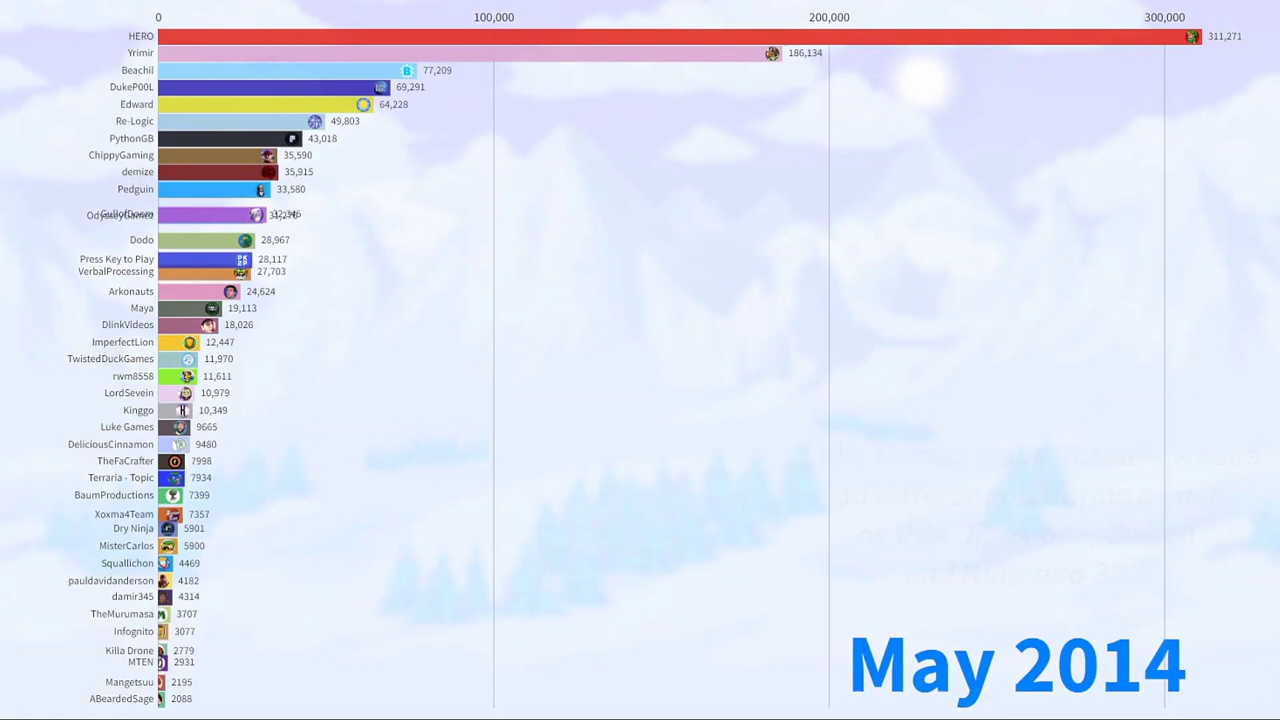 0 100,000 200,000 300,000
HERO 311,271
Yrimir 186,134
Beachil 77,209
DukeP00L 69,291
Edward 64,228
Re-Logic 49,803
PythonGB 43,018
ChippyGaming 35,590
demize 35,915
Pedguin 33,580
Dodo 28,967
Press Key to Play 28,117
VerbalProcessing 27,703
Arkonauts 24,624
Maya 19,113
DlinkVideos 18,026
ImperfectLion 12,447
TwistedDuckGames 11,970
rwm8558 11,611
LordSevein 10,979
Kinggo 10,349
Luke Games 9665
DeliciousCinnamon 9480
TheFaCrafter 7998
Terraria - Topic 7934
BaumProductions 7399
Xoxma4Team 7357
Dry Ninja 5901
MisterCarlos 5900
Squallichon 4469
pauldavidanderson 4182
damir345 4314
TheMurumasa 3707
Infognito 3077
Killa Drone 2779
MTEN 2931
Mangetsuu 2195
ABeardedSage 2088
May 2014